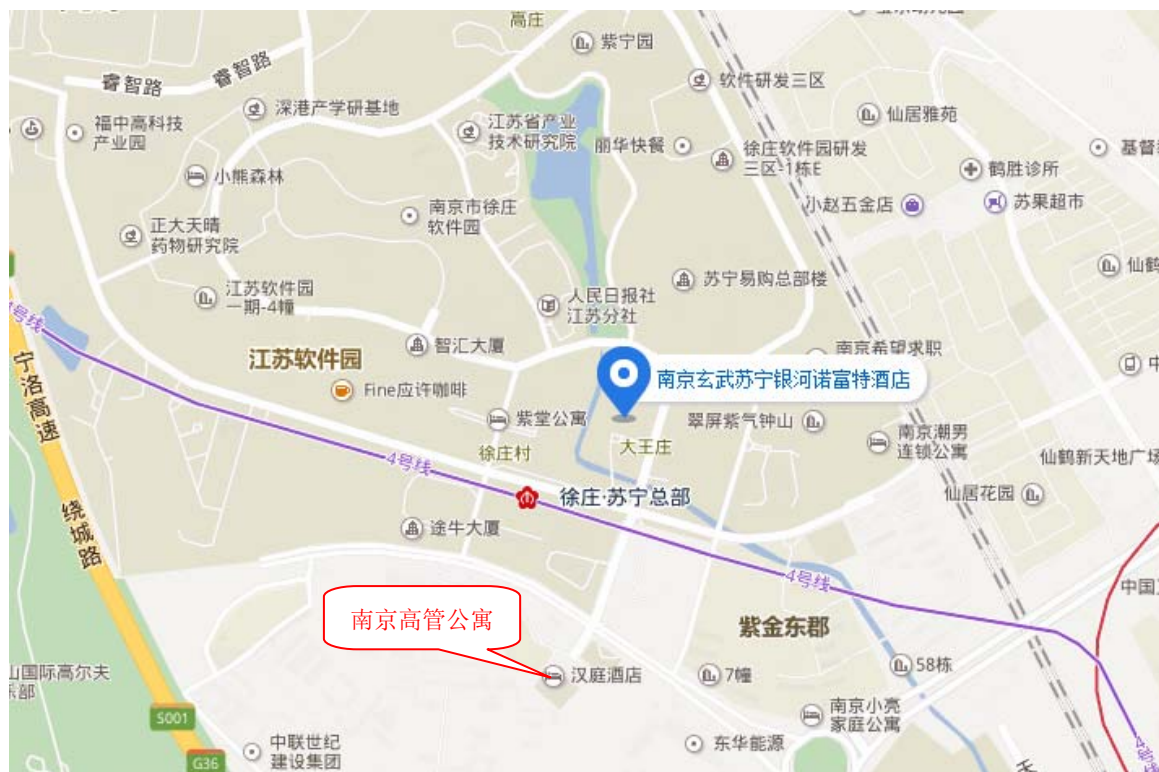 高庄
紫宁园
睿智路
睿智路
软件研发三区
深港产学研基地
仙居雅苑
福中高科技
产业园
江苏省产业
技术研究院
丽华快餐
徐庄软件园研发
三区-1栋E
基督
鹤胜诊所
小熊森林
小赵五金店
苏果超市
南京市徐庄
软件园
正大天晴
药物研究院
仙鹤
苏宁易购总部楼
江苏软件园
一期-4幢
人民日报社
江苏分社
4号线
智汇大厦
南京希望求职
江苏软件园
宁洛高速
中
南京玄武苏宁银河诺富特酒店
Fine应许咖啡
紫堂公寓
翠屏紫气钟山
南京潮男
连锁公寓
徐庄村
大王庄
仙鹤新天地广场
4号线
徐庄·苏宁总部
仙居花园
绕城路
途牛大厦
4号线
中国
南京高管公寓
紫金东郡
山国际高尔夫
乐部
汉庭酒店
7幢
58栋
S001
南京小亮
家庭公寓
中联世纪
建设集团
东华能源
G36
天
4号线